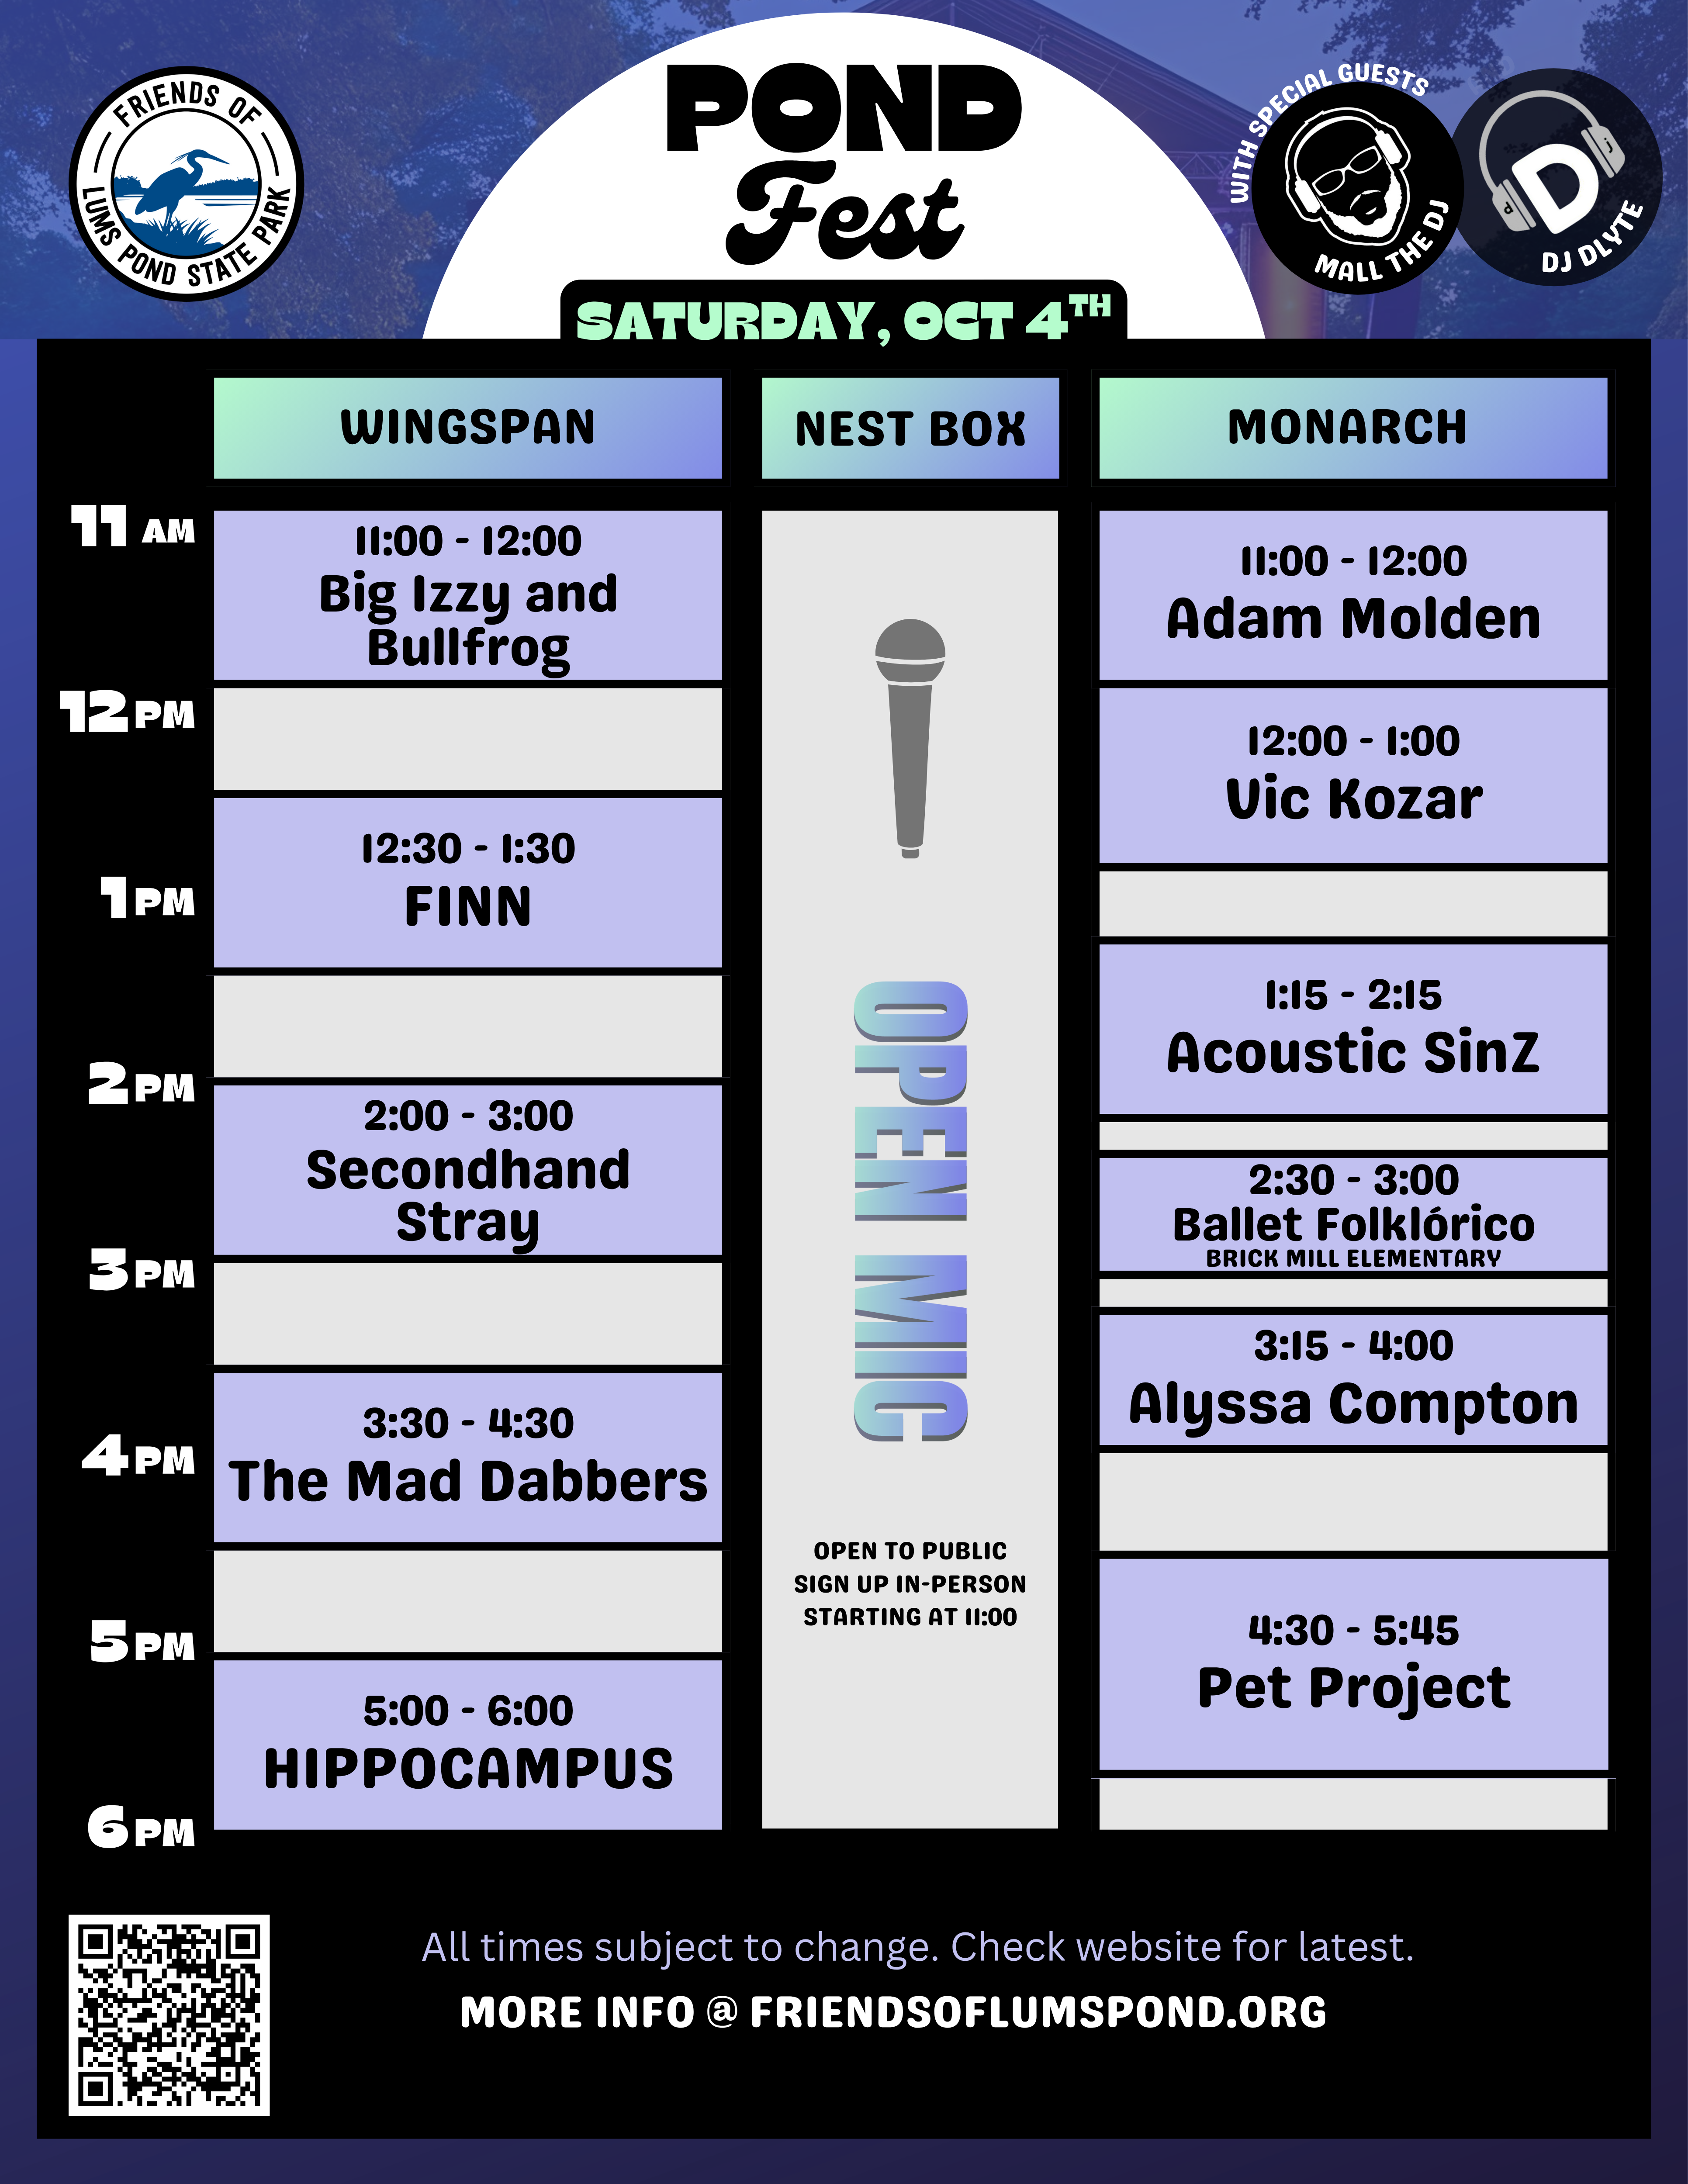 FRIENDS OF
LUMS POND STATE PARK
POND
Fest
SATURDAY, OCT 4TH
WITH SPECIAL GUESTS
MALL THE DJ
D
d
j
DJ DLYTE
WINGSPAN
NEST BOX
MONARCH
11 AM
12 PM
1 PM
2 PM
3 PM
4 PM
5 PM
6 PM
11:00 - 12:00
Big Izzy and
Bullfrog
12:30 - 1:30
FINN
2:00 - 3:00
Secondhand
Stray
3:30 - 4:30
The Mad Dabbers
5:00 - 6:00
HIPPOCAMPUS
OPEN MIC
OPEN TO PUBLIC
SIGN UP IN-PERSON
STARTING AT 11:00
11:00 - 12:00
Adam Molden
12:00 - 1:00
Vic Kozar
1:15 - 2:15
Acoustic SinZ
2:30 - 3:00
Ballet Folklórico
BRICK MILL ELEMENTARY
3:15 - 4:00
Alyssa Compton
4:30 - 5:45
Pet Project
All times subject to change. Check website for latest.
MORE INFO @ FRIENDSOFLUMSPOND.ORG